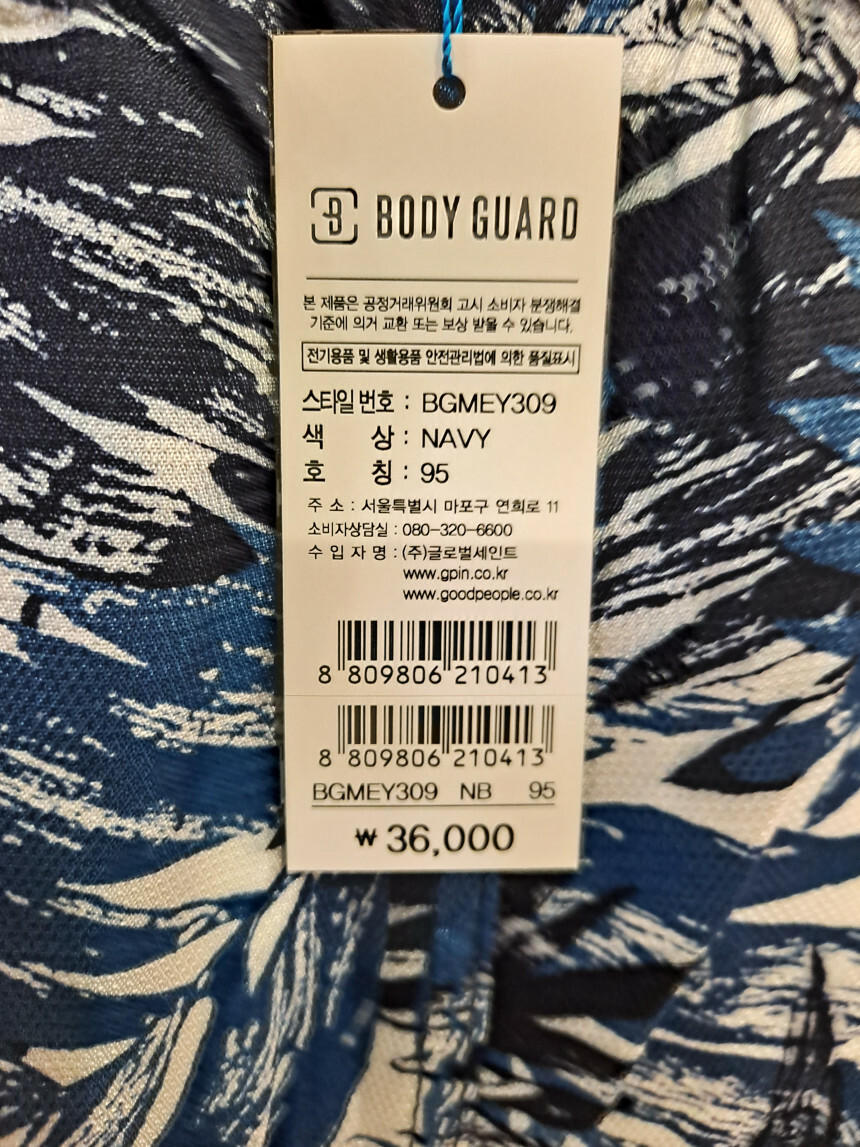 B BODY GUARD
본 제품은 공정거래위원회 고시 소비자 분쟁해결
기준에 의거 교환 또는 보상 받을 수 있습니다.
전기용품 및 생활용품 안전관리법에 의한 품질표시
스타일 번호 : BGMEY309
색 상 : NAVY
호 칭 : 95
주 소 : 서울특별시 마포구 연희로 11
소비자상담실 : 080-320-6600
수 입 자 명 : (주)글로벌세인트
www.gpin.co.kr
www.goodpeople.co.kr
8 809806 210413
8 809806 210413
BGMEY309 NB 95
₩ 36,000